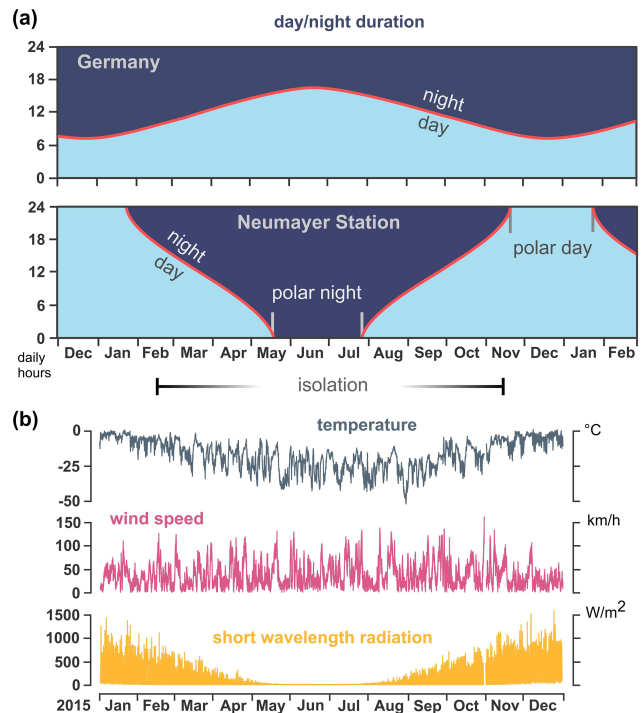 (a)
day/night duration
24
18
12
6
0
Germany
night
day
24
18
12
6
0
Neumayer Station
night
day
polar night
polar day
daily
hours
Dec Jan Feb Mar Apr May Jun Jul Aug Sep Oct Nov Dec Jan Feb
isolation
(b)
temperature
0
-25
-50
°C
wind speed
150
100
50
0
km/h
short wavelength radiation
1500
1000
500
0
W/m²
2015 Jan Feb Mar Apr May Jun Jul Aug Sep Oct Nov Dec